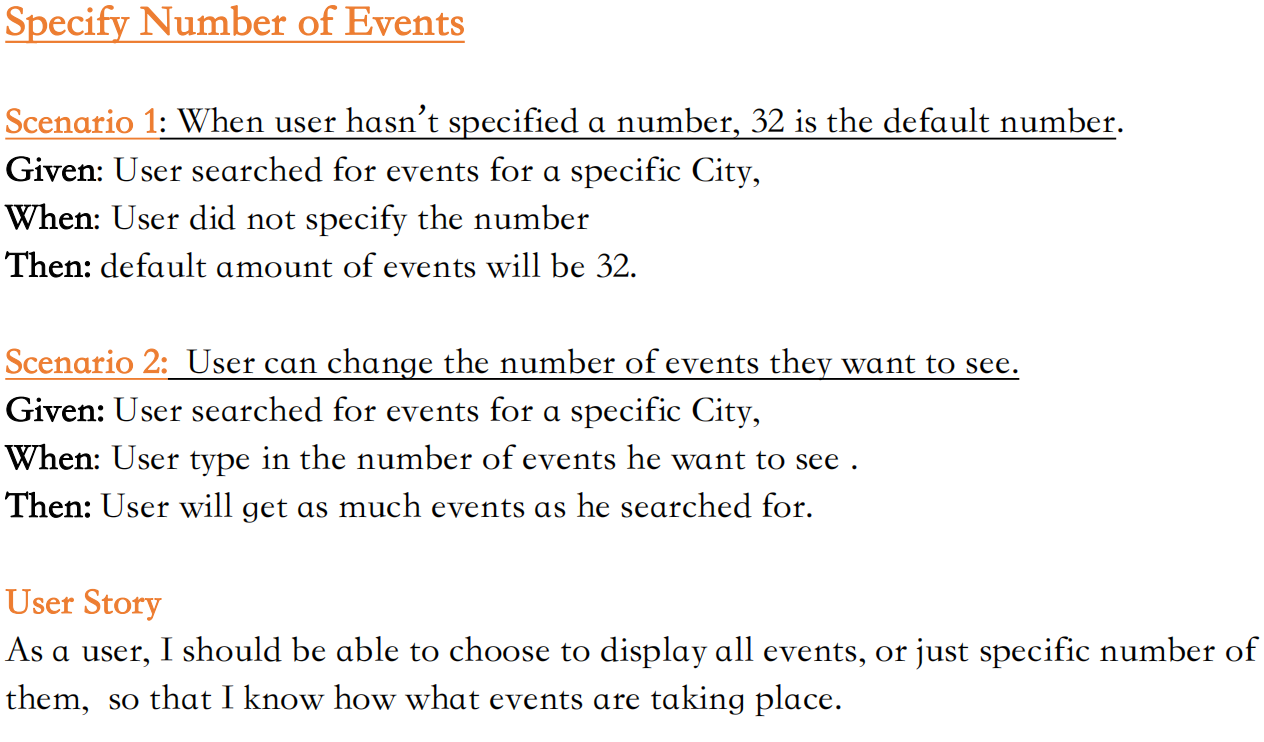 Specify Number of Events
Scenario 1: When user hasn’t specified a number, 32 is the default number.
Given: User searched for events for a specific City,
When: User did not specify the number
Then: default amount of events will be 32.
Scenario 2:  User can change the number of events they want to see.
Given: User searched for events for a specific City,
When: User type in the number of events he want to see .
Then: User will get as much events as he searched for.
User Story
As a user, I should be able to choose to display all events, or just specific number of
them,  so that I know how what events are taking place.